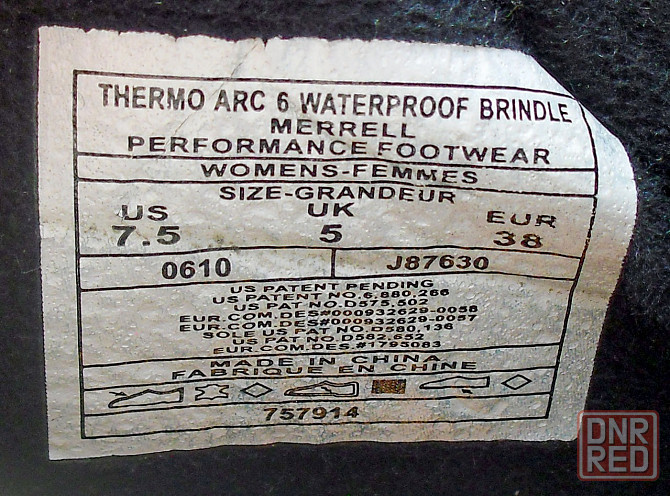 THERMO ARC 6 WATERPROOF BRINDLE
MERRELL
PERFORMANCE FOOTWEAR
WOMENS-FEMMES
SIZE-GRANDEUR
US UK EUR
7.5 5 38
0610 J87630
US PATENT PENDING
US PATENT NO.6.880.266
US PAT NO.D575.502
EUR.COM.DES#000932629-0058
EUR.COM.DES#000932629-0057
SOLE US PAT NO.D580.136
US PAT NO.D582.652
EUR.COM.DES.#1793083
MADE IN CHINA
FABRIQUE EN CHINE
757914
DNR
RED